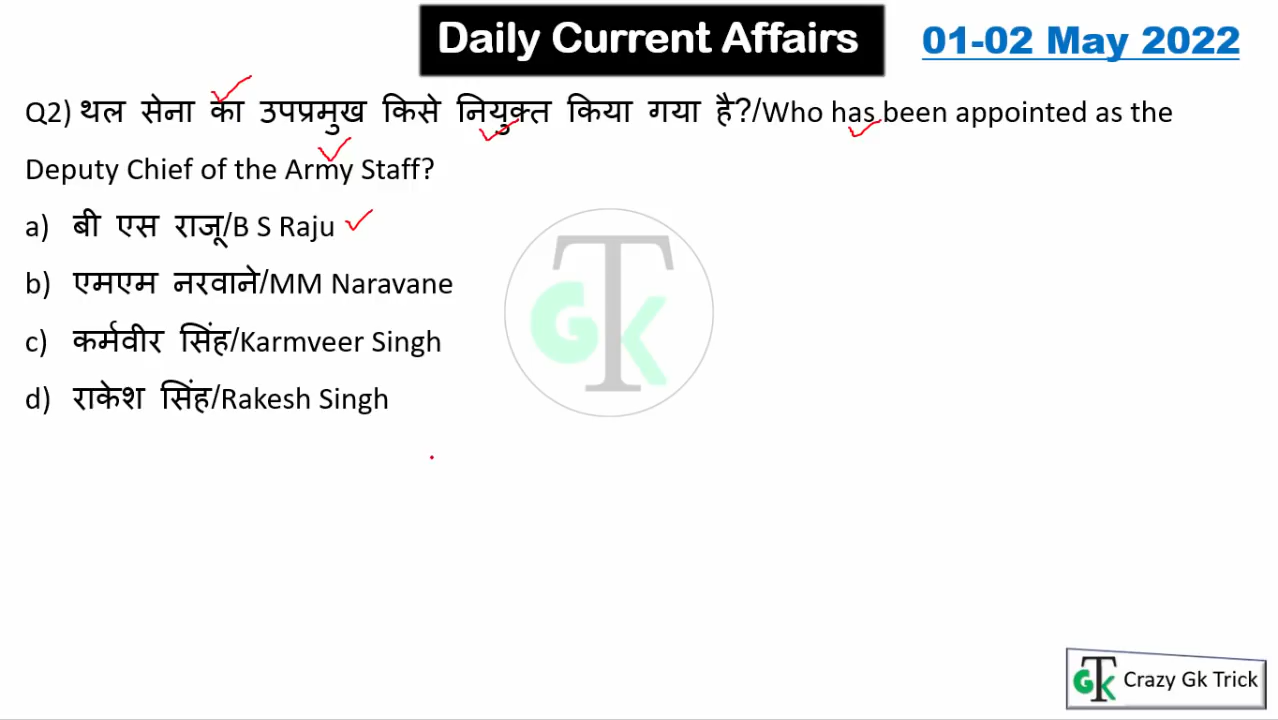 Daily Current Affairs
01-02 May 2022
Q2) थल सेना का उपप्रमुख किसे नियुक्त किया गया है?/Who has been appointed as the
Deputy Chief of the Army Staff?
a) बी एस राजू/B S Raju
b) एमएम नरवाने/MM Naravane
c) कर्मवीर सिंह/Karmveer Singh
d) राकेश सिंह/Rakesh Singh
GTK
GTK Crazy Gk Trick